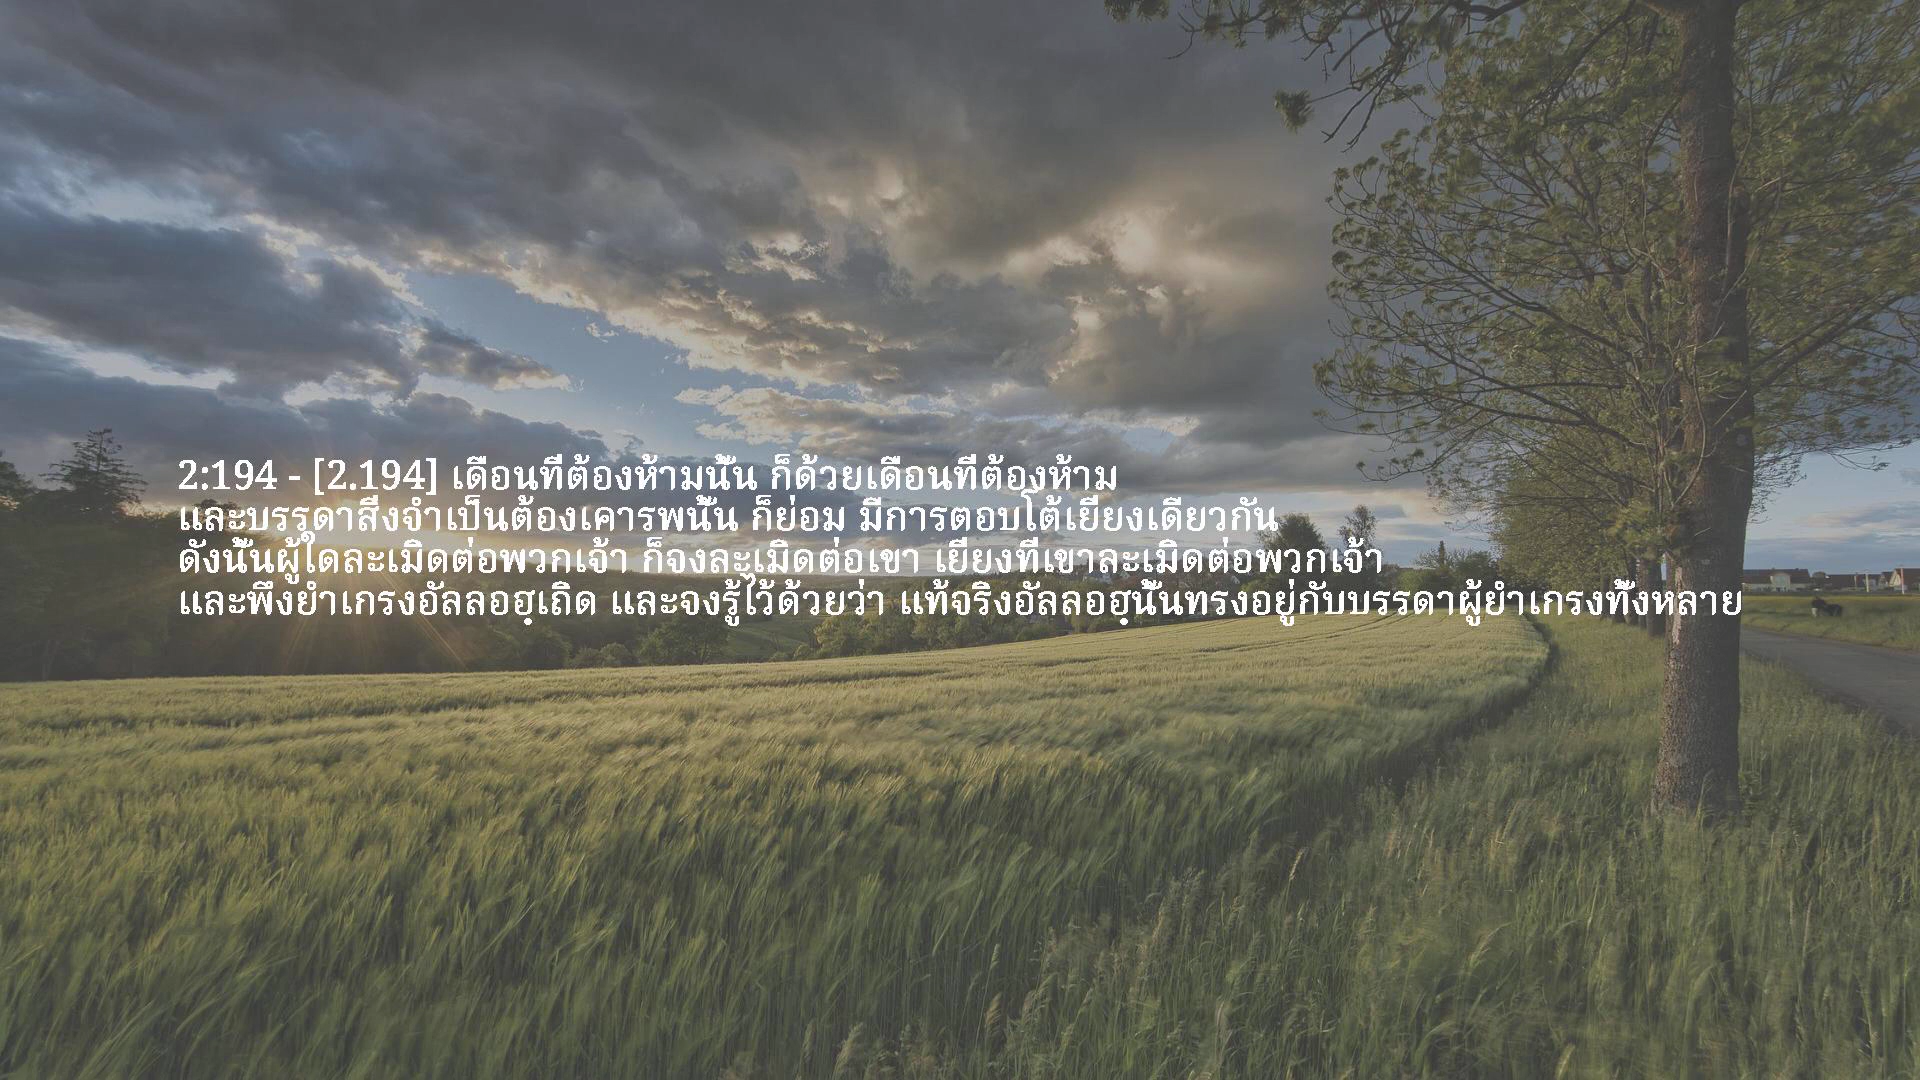 2:194 - [2.194] เดือนที่ต้องห้ามนั้น ก็ด้วยเดือนที่ต้องห้าม
และบรรดาสิ่งจำเป็นต้องเคารพนั้น ก็ย่อม มีการตอบโต้เยี่ยงเดียวกัน
ดังนั้นผู้ใดละเมิดต่อพวกเจ้า ก็จงละเมิดต่อเขา เยี่ยงที่เขาละเมิดต่อพวกเจ้า
และพึงยำเกรงอัลลอฮฺเถิด และจงรู้ไว้ด้วยว่า แท้จริงอัลลอฮฺนั้นทรงอยู่กับบรรดาผู้ยำเกรงทั้งหลาย